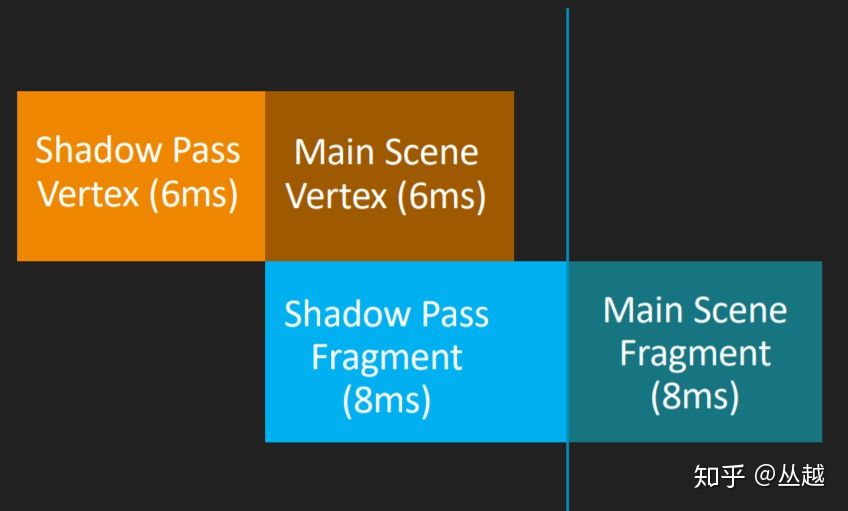 Shadow Pass
Vertex (6ms)
Main Scene
Vertex (6ms)
Shadow Pass
Fragment
(8ms)
Main Scene
Fragment
(8ms)
知乎 @丛越